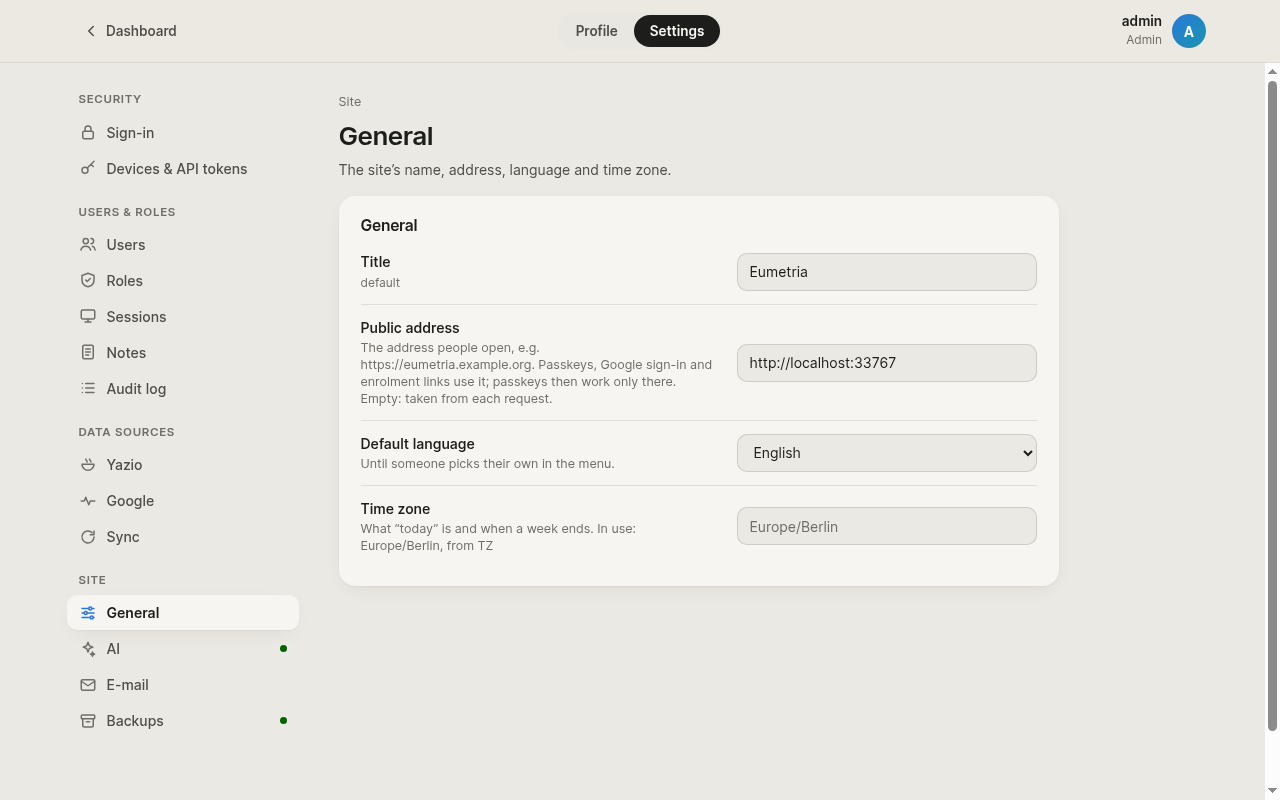 Dashboard
Profile
Settings
admin
Admin
A
SECURITY
Sign-in
Devices & API tokens
USERS & ROLES
Users
Roles
Sessions
Notes
Audit log
DATA SOURCES
Yazio
Google
Sync
SITE
General
AI
E-mail
Backups
Site
General
The site’s name, address, language and time zone.
General
Title
default
Eumetria
Public address
The address people open, e.g.
https://eumetria.example.org. Passkeys, Google sign-in and
enrolment links use it; passkeys then work only there.
Empty: taken from each request.
http://localhost:33767
Default language
Until someone picks their own in the menu.
English
Time zone
What “today” is and when a week ends. In use:
Europe/Berlin, from TZ
Europe/Berlin